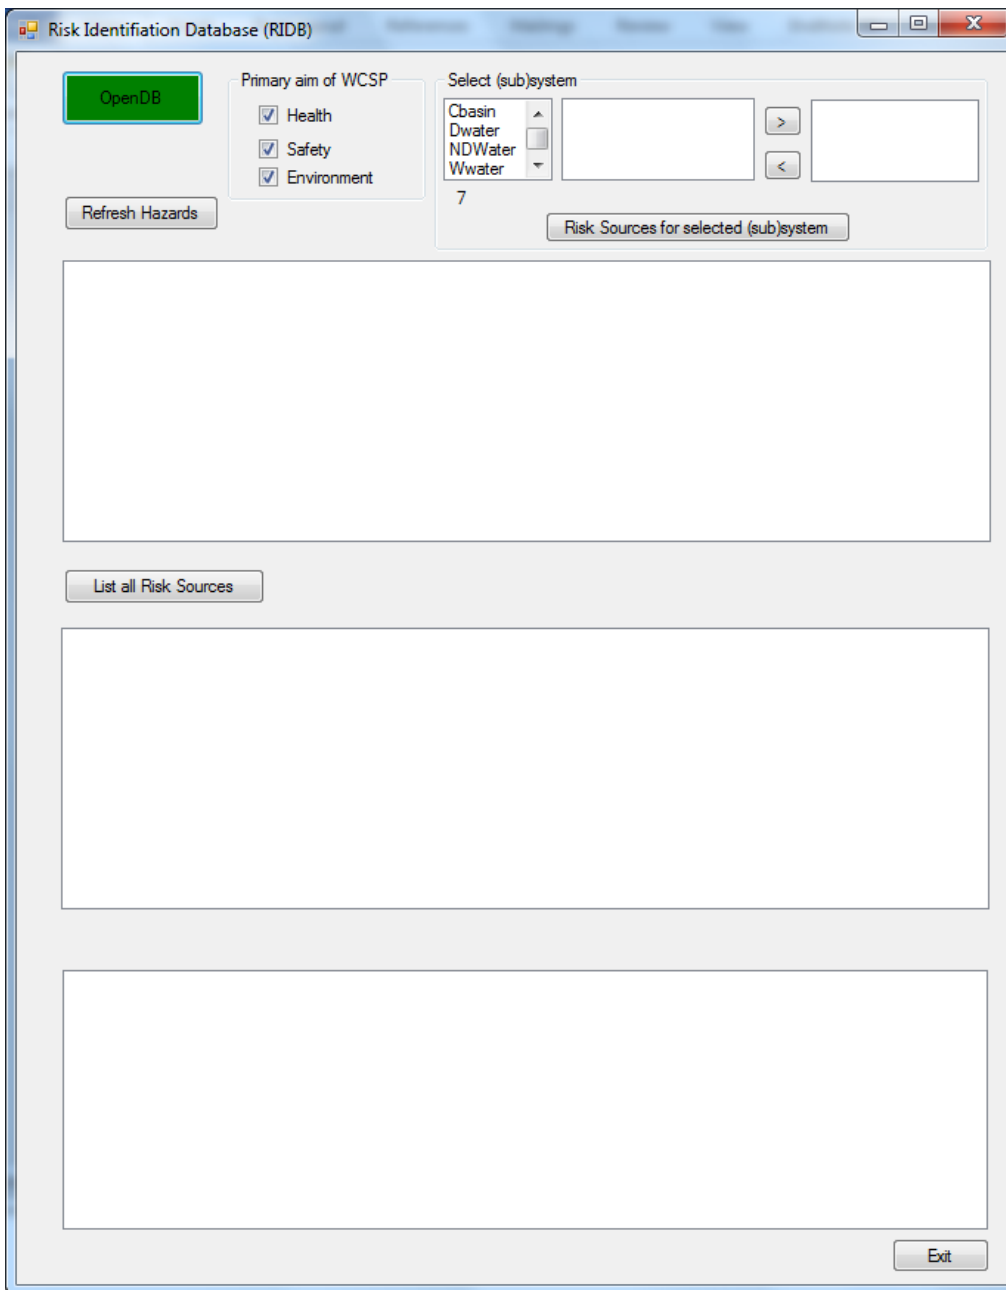 Risk Identifiation Database (RIDB)
OpenDB
Primary aim of WCSP
Health
Safety
Environment
Select (sub)system
Cbasin
Dwater
NDWater
Wwater
>
<
7
Refresh Hazards
Risk Sources for selected (sub)system
List all Risk Sources
Exit